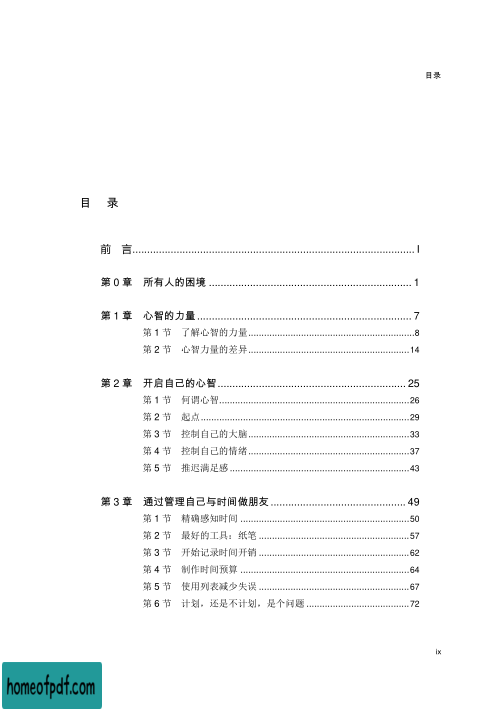 目录
目 录
前 言.................................................................................................. I
第 0 章 所有人的困境 ..................................................................... 1
第 1 章 心智的力量 ......................................................................... 7
第 1 节 了解心智的力量................................................................8
第 2 节 心智力量的差异..............................................................14
第 2 章 开启自己的心智................................................................ 25
第 1 节 何谓心智.........................................................................26
第 2 节 起点................................................................................29
第 3 节 控制自己的大脑..............................................................33
第 4 节 控制自己的情绪..............................................................37
第 5 节 推迟满足感 .....................................................................43
第 3 章 通过管理自己与时间做朋友 .............................................. 49
第 1 节 精确感知时间 .................................................................50
第 2 节 最好的工具：纸笔 ..........................................................57
第 3 节 开始记录时间开销 ..........................................................62
第 4 节 制作时间预算 .................................................................64
第 5 节 使用列表减少失误 ..........................................................67
第 6 节 计划，还是不计划，是个问题 ........................................72
ix
homeofpdf.com